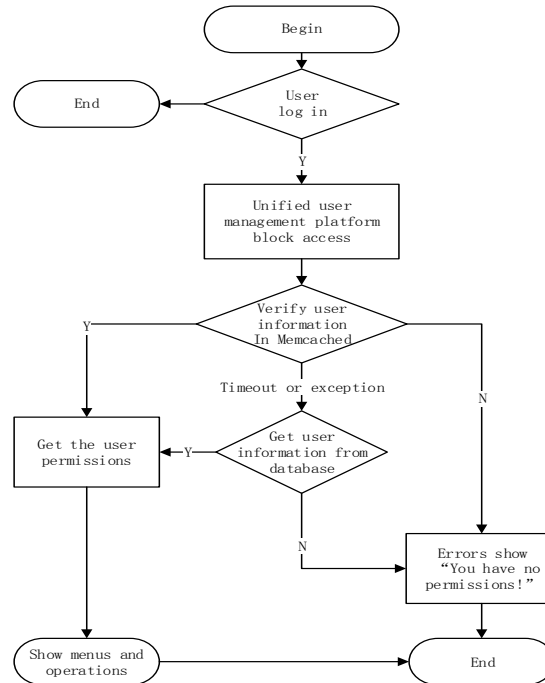 Begin
End
User
log in
Y
Unified user
management platform
block access
Verify user
information
In Memcached
Y
Timeout or exception
N
Get the user
permissions
Y
Get user
information from
database
N
Errors show
“You have no
permissions!”
Show menus and
operations
End